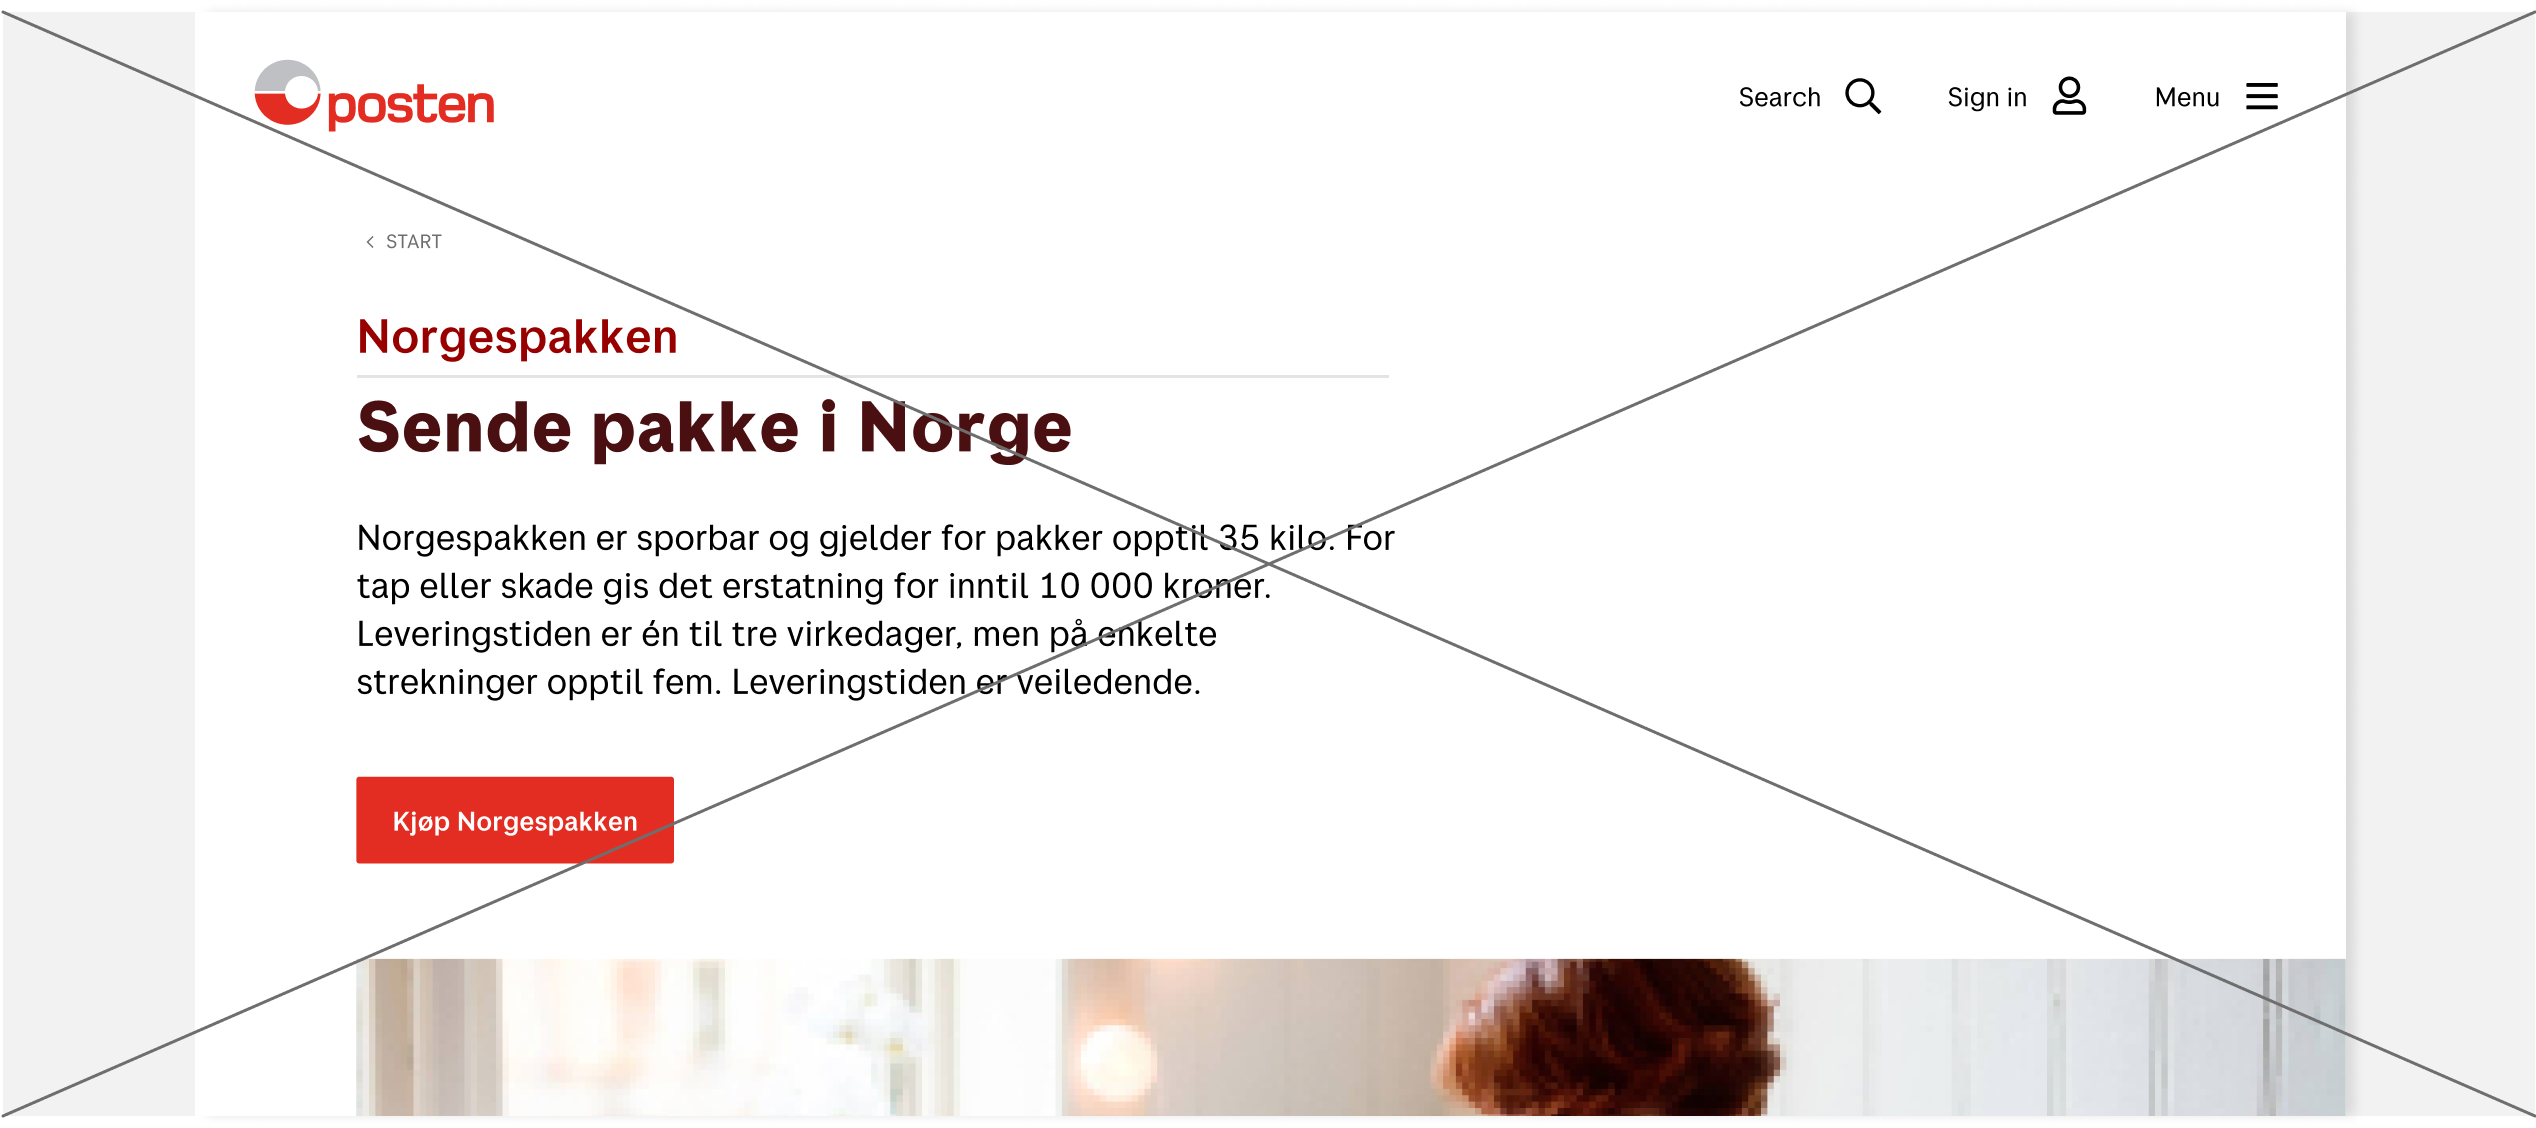 posten
Search
Sign in
Menu
START
Norgespakken
Sende pakke i Norge
Norgespakken er sporbar og gjelder for pakker opptil 35 kilo. For
tap eller skade gis det erstatning for inntil 10 000 kroner.
Leveringstiden er én til tre virkedager, men på enkelte
strekninger opptil fem. Leveringstiden er veiledende.
Kjøp Norgespakken